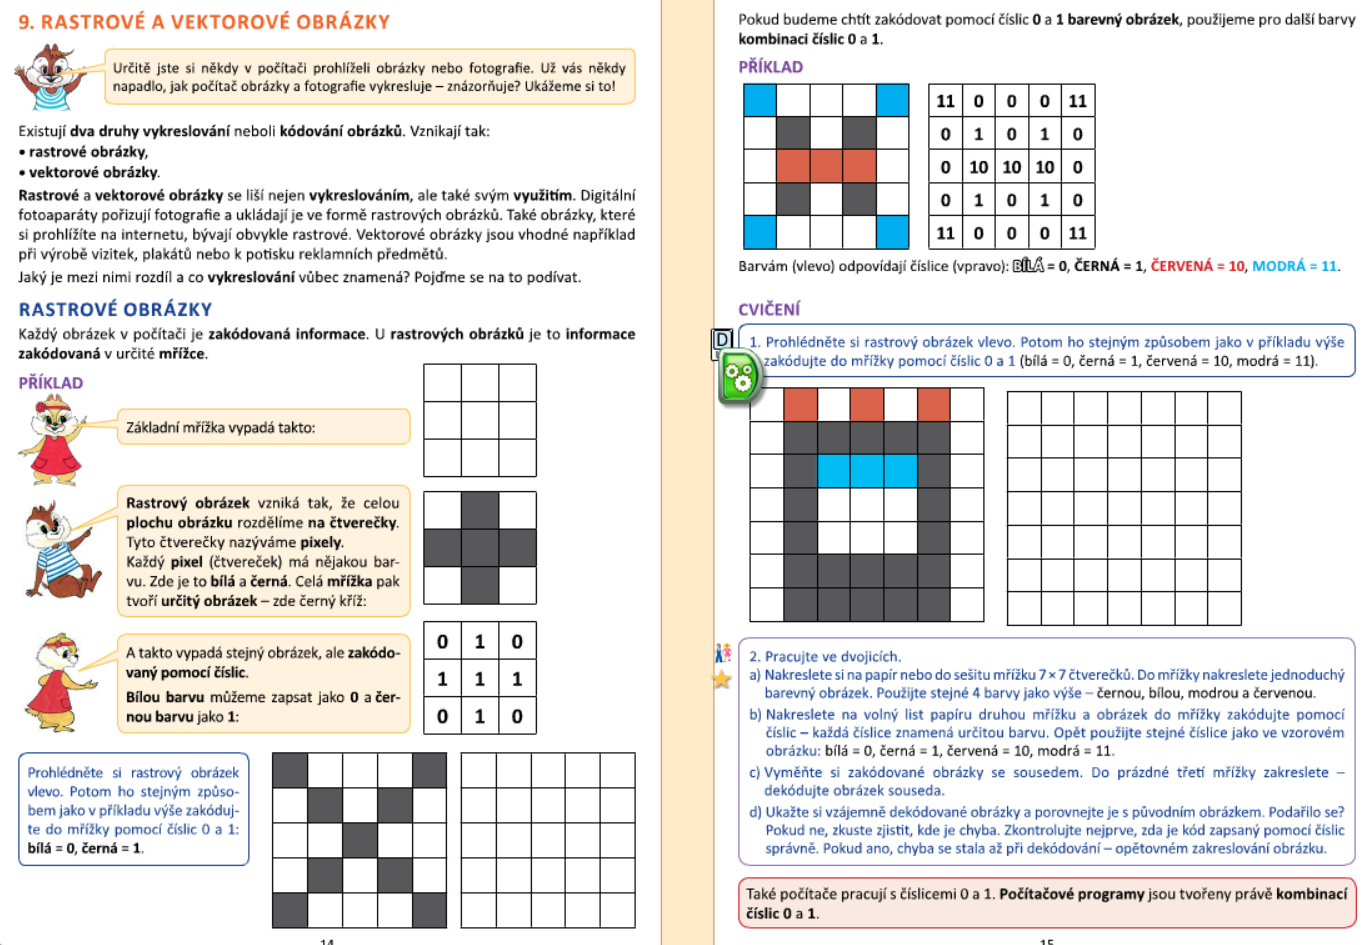 9. RASTROVÉ A VEKTOROVÉ OBRÁZKY
Určitě jste si někdy v počítači prohlíželi obrázky nebo fotografie. Už vás někdy
napadlo, jak počítač obrázky a fotografie vykresluje – znázorňuje? Ukážeme si to!
Existují dva druhy vykreslování neboli kódování obrázků. Vznikají tak:
• rastrové obrázky,
• vektorové obrázky.
Rastrové a vektorové obrázky se liší nejen vykreslováním, ale také svým využitím. Digitální
fotoaparáty pořizují fotografie a ukládají je ve formě rastrových obrázků. Také obrázky, které
si prohlížíte na internetu, bývají obvykle rastrové. Vektorové obrázky jsou vhodné například
při výrobě vizitek, plakátů nebo k potisku reklamních předmětů.
Jaký je mezi nimi rozdíl a co vykreslování vůbec znamená? Pojďme se na to podívat.
RASTROVÉ OBRÁZKY
Každý obrázek v počítači je zakódovaná informace. U rastrových obrázků je to informace
zakódovaná v určité mřížce.
PŘÍKLAD
Základní mřížka vypadá takto:
Rastrový obrázek vzniká tak, že celou
plochu obrázku rozdělíme na čtverečky.
Tyto čtverečky nazýváme pixely.
Každý pixel (čtvereček) má nějakou bar-
vu. Zde je to bílá a černá. Celá mřížka pak
tvoří určitý obrázek – zde černý kříž:
A takto vypadá stejný obrázek, ale zakódo-
vaný pomocí číslic.
Bílou barvu můžeme zapsat jako 0 a čer-
nou barvu jako 1:
0 1 0
1 1 1
0 1 0
Prohlédněte si rastrový obrázek
vlevo. Potom ho stejným způso-
bem jako v příkladu výše zakóduj-
te do mřížky pomocí číslic 0 a 1:
bílá = 0, černá = 1.
14
Pokud budeme chtít zakódovat pomocí číslic 0 a 1 barevný obrázek, použijeme pro další barvy
kombinaci číslic 0 a 1.
PŘÍKLAD
11 0 0 0 11
0 1 0 1 0
0 10 10 10 0
0 1 0 1 0
11 0 0 0 11
Barvám (vlevo) odpovídají číslice (vpravo): BÍLÁ = 0, ČERNÁ = 1, ČERVENÁ = 10, MODRÁ = 11.
CVIČENÍ
D
1. Prohlédněte si rastrový obrázek vlevo. Potom ho stejným způsobem jako v příkladu výše
zakódujte do mřížky pomocí číslic 0 a 1 (bílá = 0, černá = 1, červená = 10, modrá = 11).
2. Pracujte ve dvojicích.
a) Nakreslete si na papír nebo do sešitu mřížku 7 × 7 čtverečků. Do mřížky nakreslete jednoduchý
barevný obrázek. Použijte stejné 4 barvy jako výše – černou, bílou, modrou a červenou.
b) Nakreslete na volný list papíru druhou mřížku a obrázek do mřížky zakódujte pomocí
číslic – každá číslice znamená určitou barvu. Opět použijte stejné číslice jako ve vzorovém
obrázku: bílá = 0, černá = 1, červená = 10, modrá = 11.
c) Vyměňte si zakódované obrázky se sousedem. Do prázdné třetí mřížky zakreslete –
dekódujte obrázek souseda.
d) Ukažte si vzájemně dekódované obrázky a porovnejte je s původním obrázkem. Podařilo se?
Pokud ne, zkuste zjistit, kde je chyba. Zkontrolujte nejprve, zda je kód zapsaný pomocí číslic
správně. Pokud ano, chyba se stala až při dekódování – opětovném zakreslování obrázku.
Také počítače pracují s číslicemi 0 a 1. Počítačové programy jsou tvořeny právě kombinací
číslic 0 a 1.
15